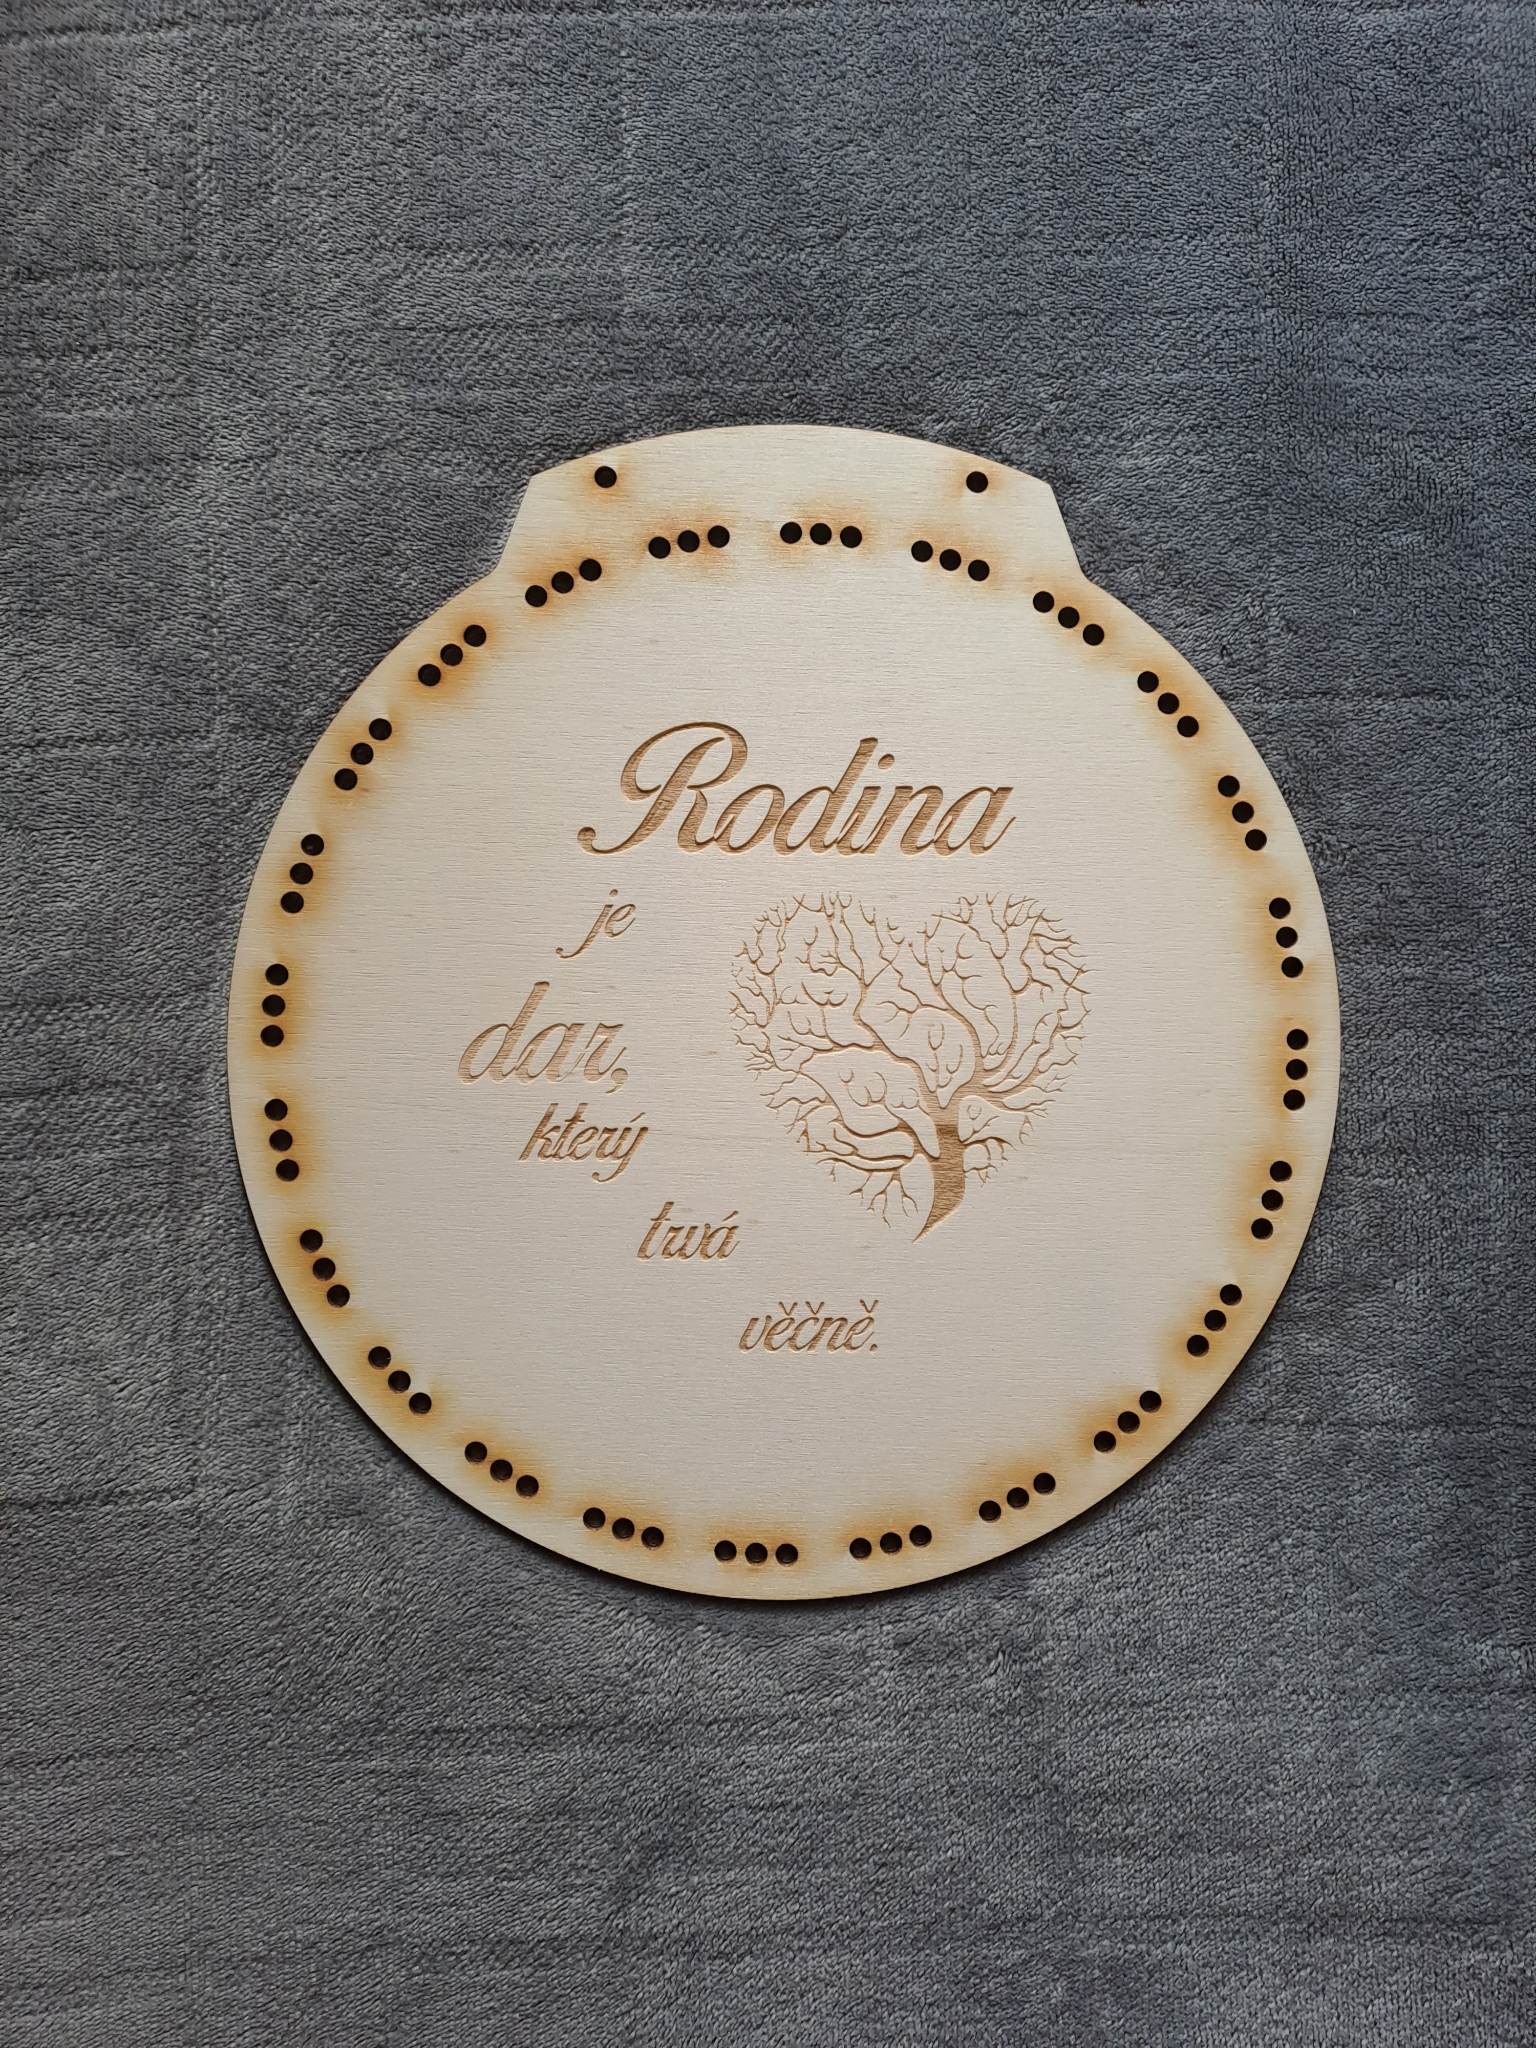 Rodina
je
dar,
který
trvá
věčně.